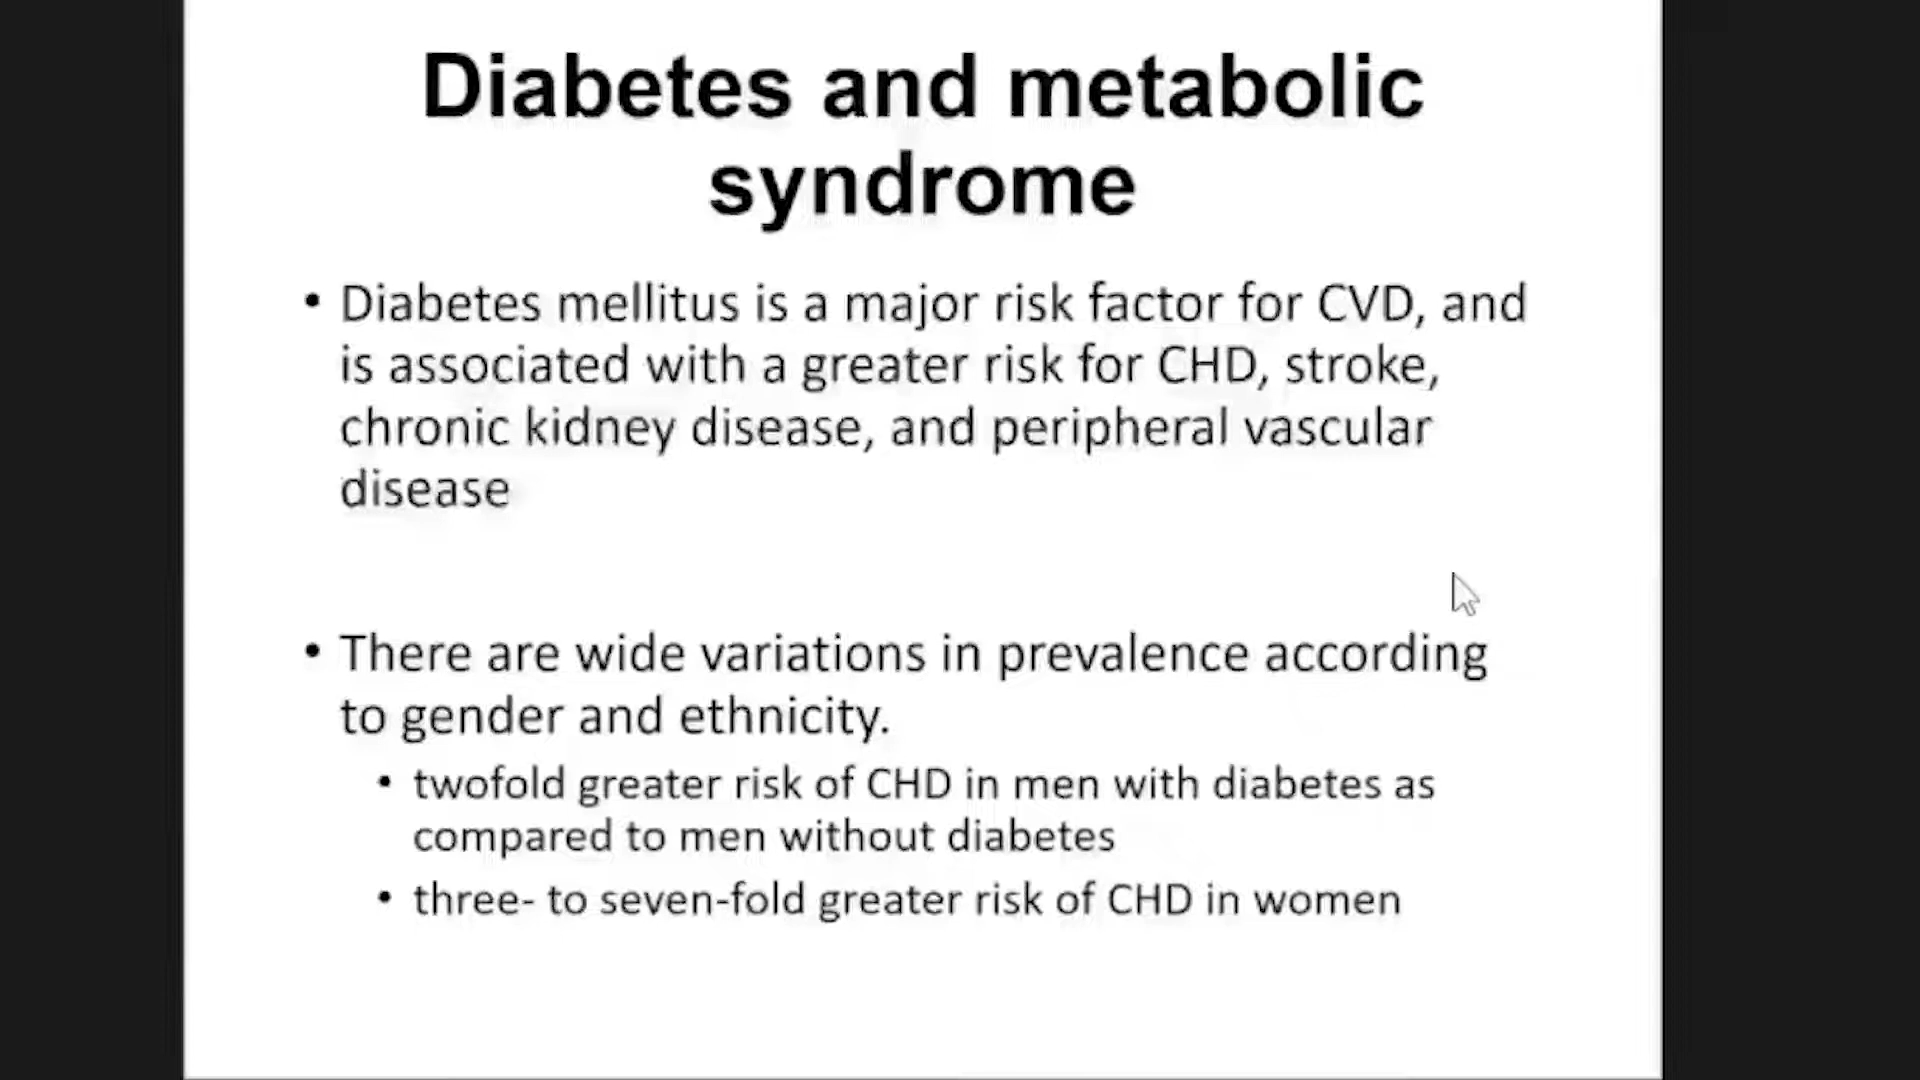 Diabetes and metabolic
syndrome
• Diabetes mellitus is a major risk factor for CVD, and
is associated with a greater risk for CHD, stroke,
chronic kidney disease, and peripheral vascular
disease
• There are wide variations in prevalence according
to gender and ethnicity.
• twofold greater risk of CHD in men with diabetes as
compared to men without diabetes
• three- to seven-fold greater risk of CHD in women